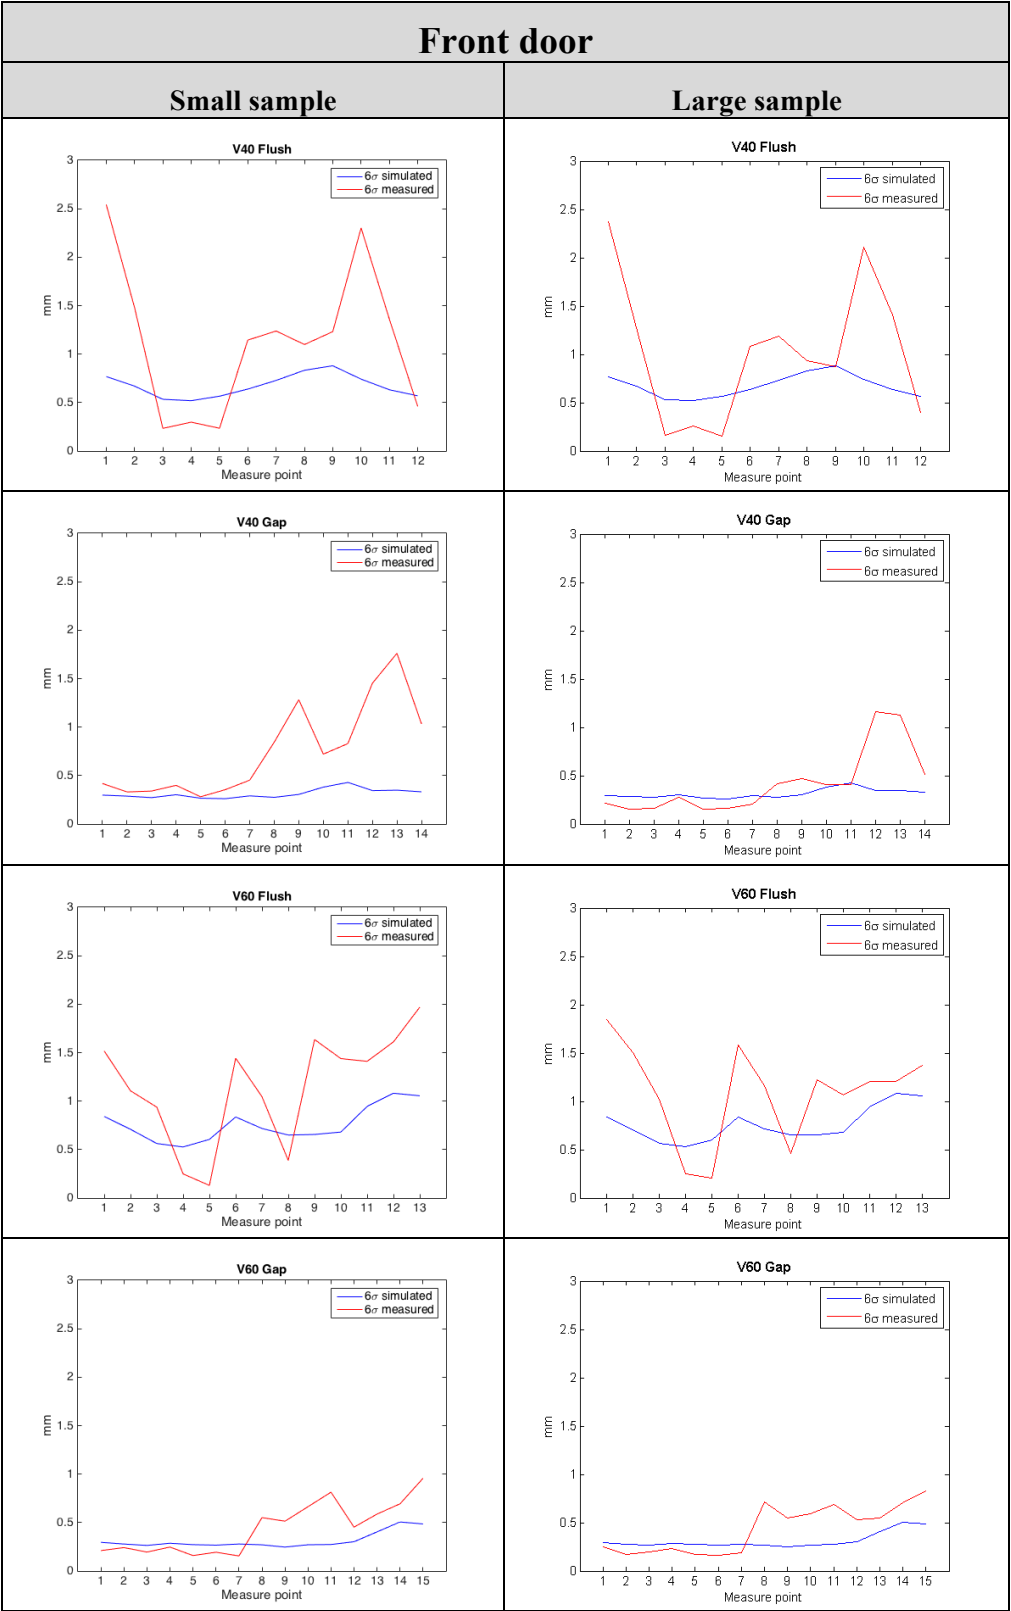 Front door
Small sample
Large sample
V40 Flush
3
2.5
2
1.5
1
0.5
0
mm
6σ simulated
6σ measured
1 2 3 4 5 6 7 8 9 10 11 12
Measure point
V40 Flush
3
2.5
2
1.5
1
0.5
0
mm
6σ simulated
6σ measured
1 2 3 4 5 6 7 8 9 10 11 12
Measure point
V40 Gap
3
2.5
2
1.5
1
0.5
0
mm
6σ simulated
6σ measured
1 2 3 4 5 6 7 8 9 10 11 12 13 14
Measure point
V40 Gap
3
2.5
2
1.5
1
0.5
0
mm
6σ simulated
6σ measured
1 2 3 4 5 6 7 8 9 10 11 12 13 14
Measure point
V60 Flush
3
2.5
2
1.5
1
0.5
0
mm
6σ simulated
6σ measured
1 2 3 4 5 6 7 8 9 10 11 12 13
Measure point
V60 Flush
3
2.5
2
1.5
1
0.5
0
mm
6σ simulated
6σ measured
1 2 3 4 5 6 7 8 9 10 11 12 13
Measure point
V60 Gap
3
2.5
2
1.5
1
0.5
0
mm
6σ simulated
6σ measured
1 2 3 4 5 6 7 8 9 10 11 12 13 14 15
Measure point
V60 Gap
3
2.5
2
1.5
1
0.5
0
mm
6σ simulated
6σ measured
1 2 3 4 5 6 7 8 9 10 11 12 13 14 15
Measure point